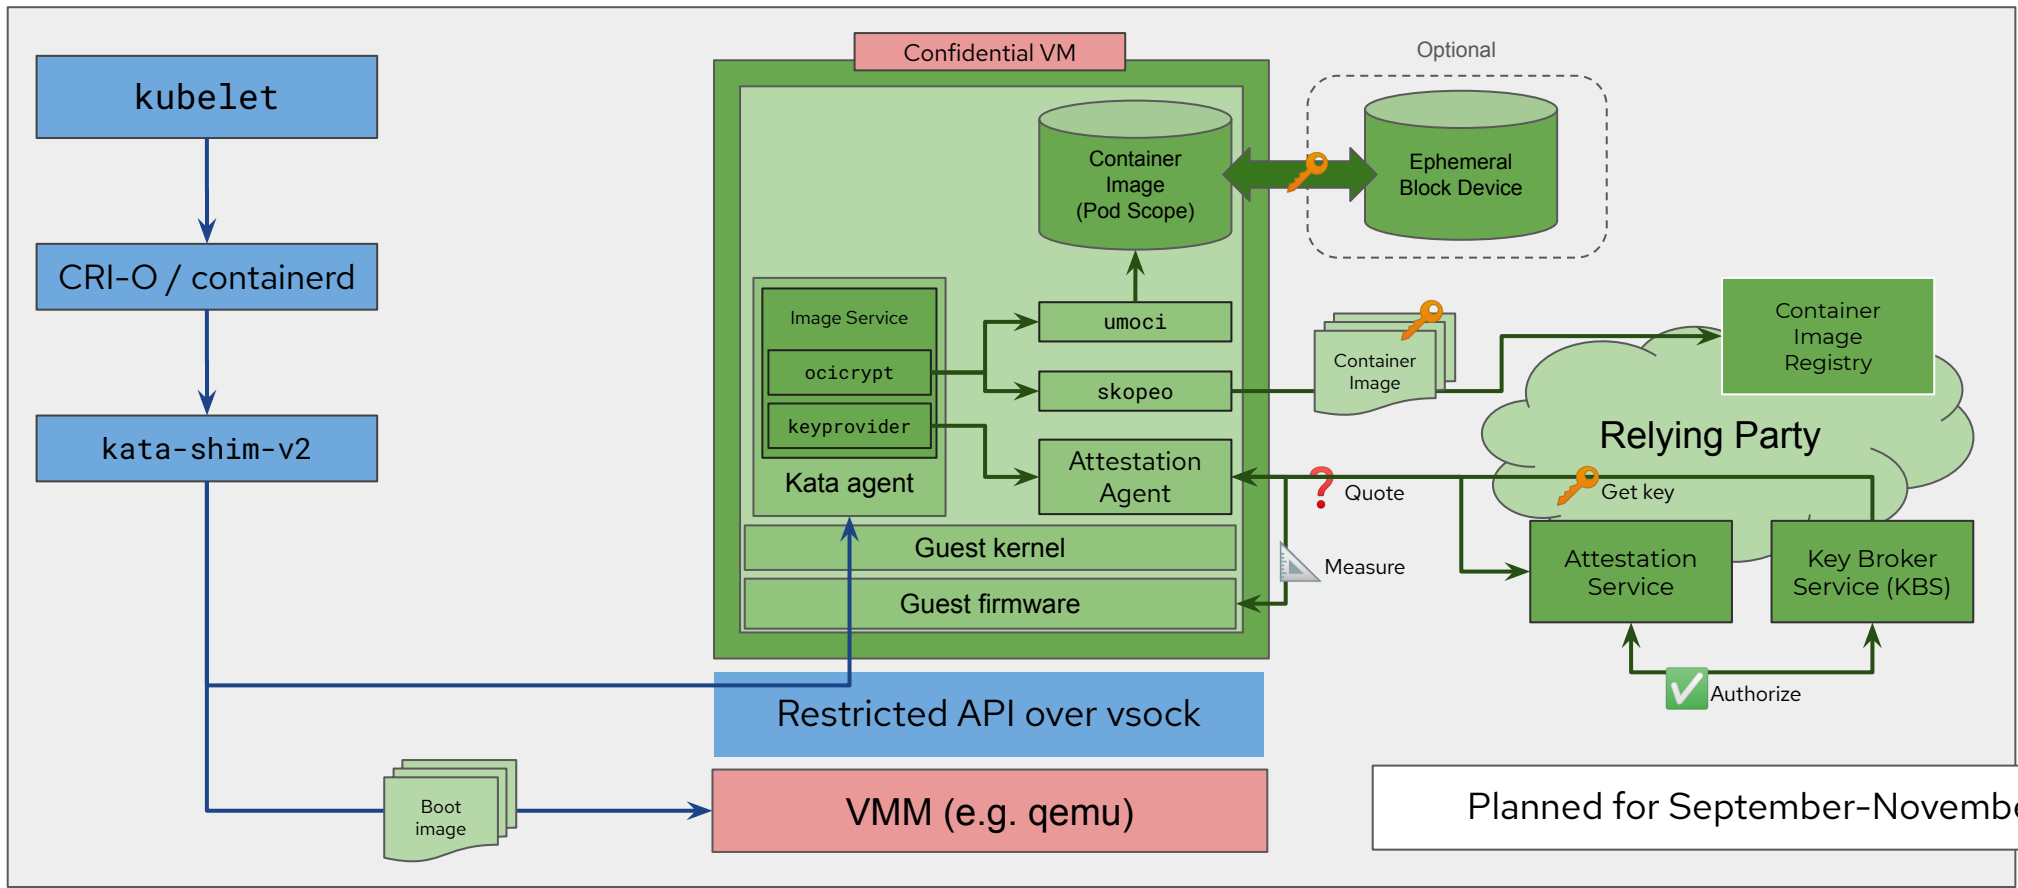 kubelet
CRI-O / containerd
kata-shim-v2
Boot
image
Confidential VM
Container
Image
(Pod Scope)
Optional
Ephemeral
Block Device
Image Service
ocicrypt
keyprovider
Kata agent
umoci
skopeo
Attestation
Agent
Guest kernel
Guest firmware
Restricted API over vsock
VMM (e.g. qemu)
Container
Image
Container
Image
Registry
Relying Party
Quote
Get key
Measure
Attestation
Service
Key Broker
Service (KBS)
Authorize
Planned for September-Novembe